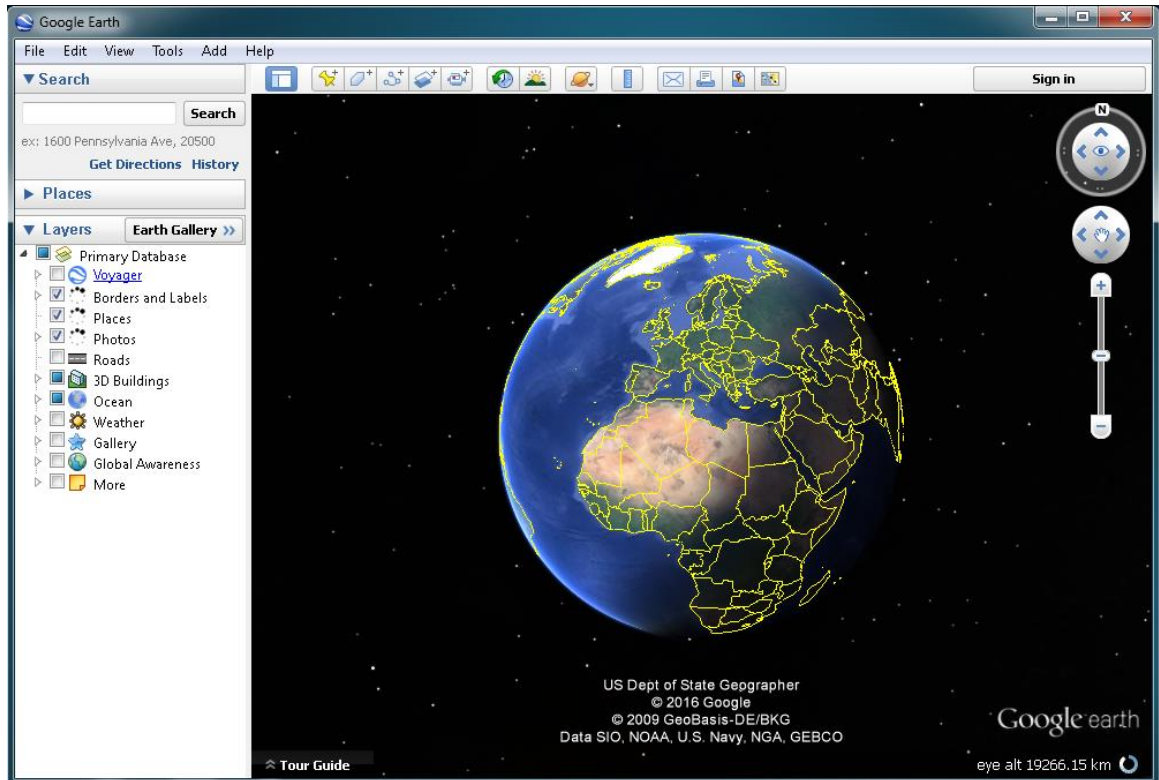 Google Earth
File Edit View Tools Add Help
Search
Sign in
Search
ex: 1600 Pennsylvania Ave, 20500
Get Directions History
Places
Layers Earth Gallery »
Primary Database
Voyager
Borders and Labels
Places
Photos
Roads
3D Buildings
Ocean
Weather
Gallery
Global Awareness
More
N
US Dept of State Geographer
© 2016 Google
© 2009 GeoBasis-DE/BKG
Data SIO, NOAA, U.S. Navy, NGA, GEBCO
Google earth
Tour Guide
eye alt 19266.15 km